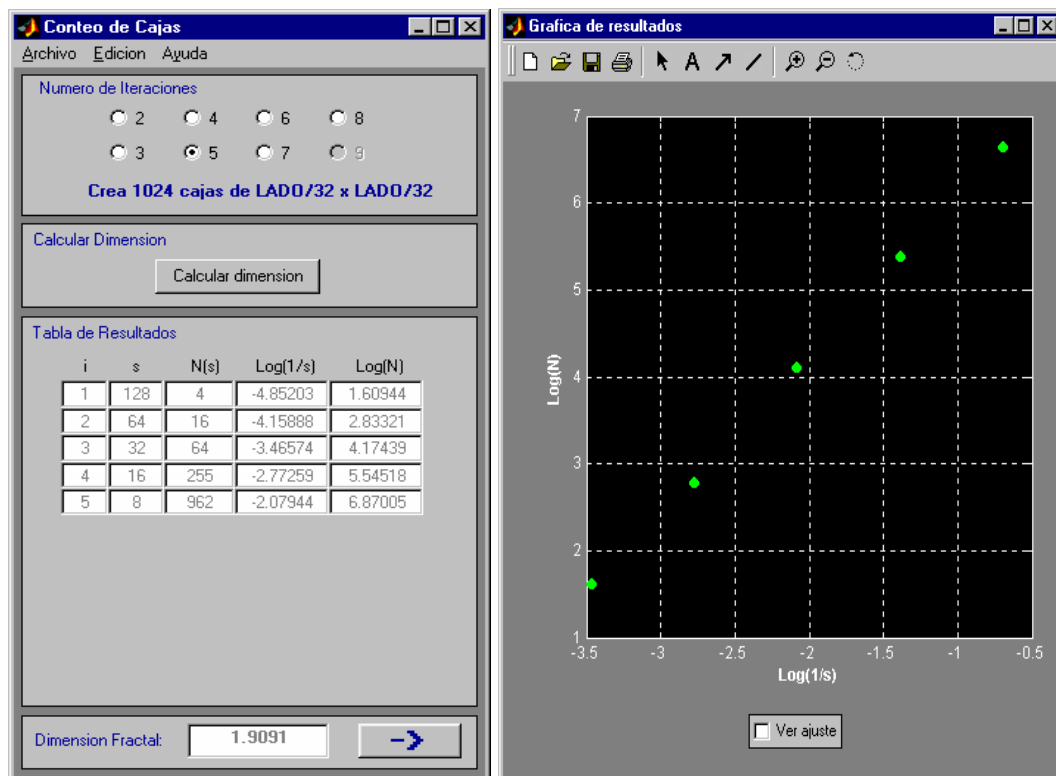 Conteo de Cajas
Archivo Edicion Ayuda
Numero de Iteraciones
2 4 6 8
3 5 7 9
Crea 1024 cajas de LADO/32 x LADO/32
Calcular Dimension
Calcular dimension
Tabla de Resultados
i s N(s) Log(1/s) Log(N)
1 128 4 -4.85203 1.60944
2 64 16 -4.15888 2.83321
3 32 64 -3.46574 4.17439
4 16 255 -2.77259 5.54518
5 8 962 -2.07944 6.87005
Dimension Fractal: 1.9091
Grafica de resultados
A
7
6
5
4
3
2
1
Log(N)
-3.5 -3 -2.5 -2 -1.5 -1 -0.5
Log(1/s)
Ver ajuste